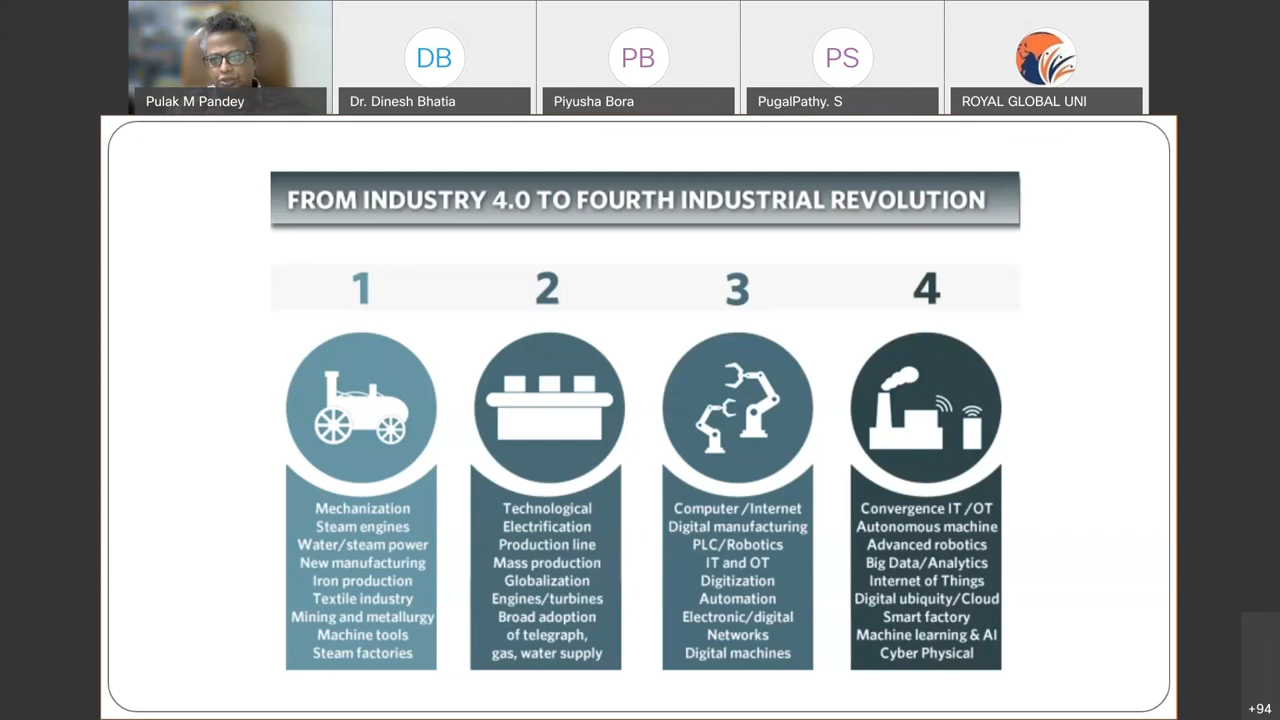 DB
PB
PS
Pulak M Pandey
Dr. Dinesh Bhatia
Piyusha Bora
PugalPathy. S
ROYAL GLOBAL UNI
FROM INDUSTRY 4.0 TO FOURTH INDUSTRIAL REVOLUTION
1
2
3
4
Mechanization
Steam engines
Water/steam power
New manufacturing
Iron production
Textile industry
Mining and metallurgy
Machine tools
Steam factories
Technological
Electrification
Production line
Mass production
Globalization
Engines/turbines
Broad adoption
of telegraph,
gas, water supply
Computer /Internet
Digital manufacturing
PLC/Robotics
IT and OT
Digitization
Automation
Electronic/digital
Networks
Digital machines
Convergence IT /OT
Autonomous machine
Advanced robotics
Big Data/Analytics
Internet of Things
Digital ubiquity/Cloud
Smart factory
Machine learning & AI
Cyber Physical
+94